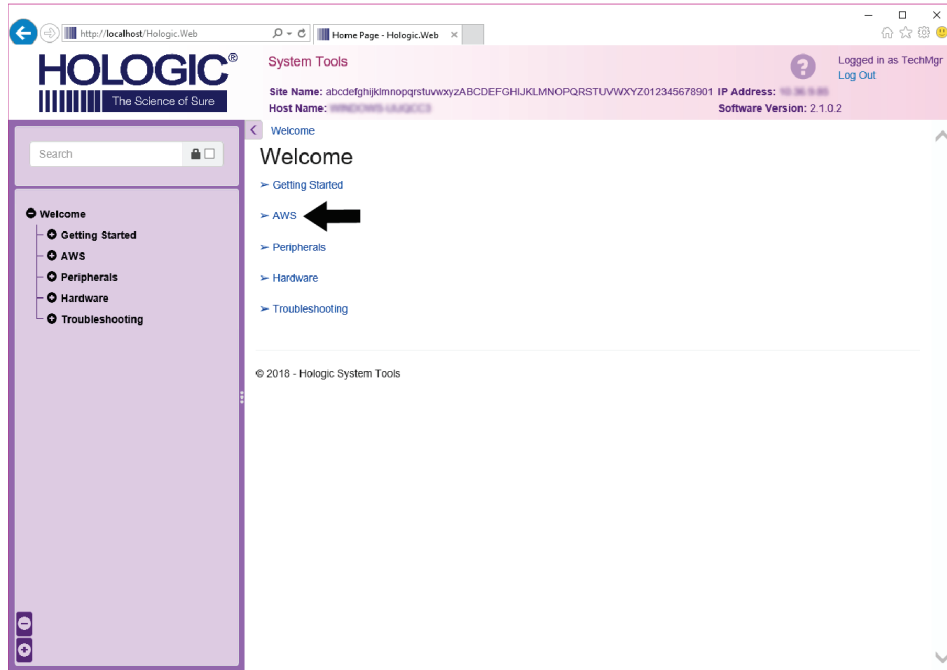 http://localhost/Hologic.Web
Home Page - Hologic.Web
HOLOGIC®
The Science of Sure
System Tools
Logged in as TechMgr
Log Out
Site Name: abcdefghijklmnopqrstuvwxyzABCDEFGHIJKLMNOPQRSTUVWXYZ012345678901 IP Address:
Host Name:
Software Version: 2.1.0.2
Search
Welcome
Getting Started
AWS
Peripherals
Hardware
Troubleshooting
Welcome
Welcome
➢ Getting Started
➢ AWS
➢ Peripherals
➢ Hardware
➢ Troubleshooting
© 2018 - Hologic System Tools